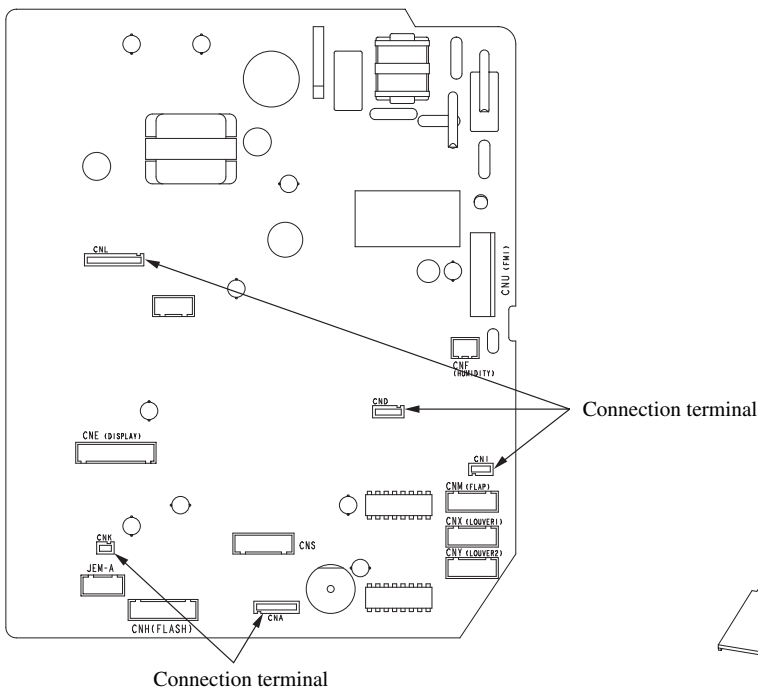 CNL
CNU (FM1)
CNF
(HUMIDITY)
CND
Connection terminal
CNE (DISPLAY)
CN1
CNM (FLAP)
CNX (LOUVER1)
CNY (LOUVER2)
CNK
CNS
JEM-A
CNH(FLASH)
CNA
Connection terminal